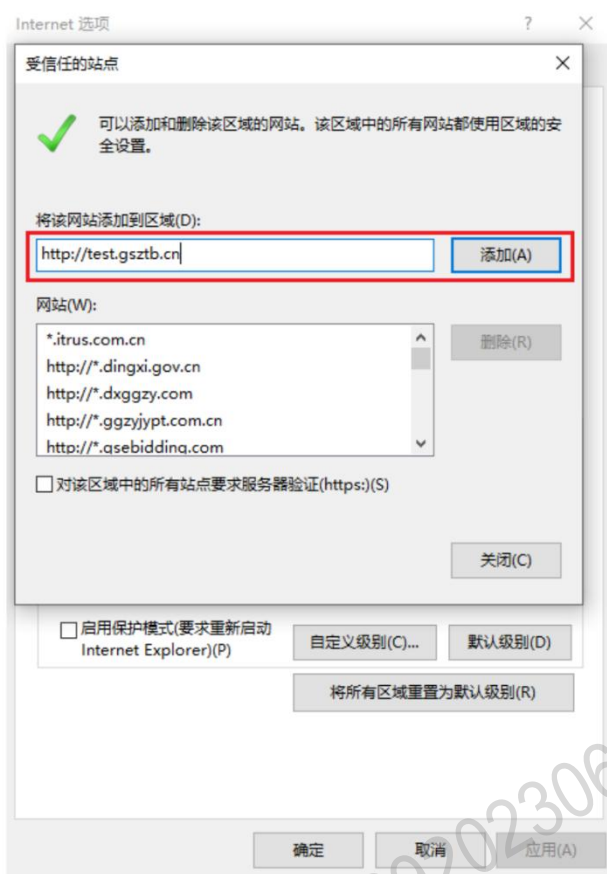 Internet 选项
受信任的站点
可以添加和删除该区域的网站。该区域中的所有网站都使用区域的安
全设置。
将该网站添加到区域(D):
http://test.gsztb.cn
添加(A)
网站(W):
*.itrus.com.cn
删除(R)
http://*.dingxi.gov.cn
http://*.dxggzy.com
http://*.ggzyjypt.com.cn
http://*.gsebidding.com
对该区域中的所有站点要求服务器验证(https:)(S)
关闭(C)
启用保护模式(要求重新启动
Internet Explorer)(P)
自定义级别(C)...
默认级别(D)
将所有区域重置为默认级别(R)
确定
取消
应用(A)